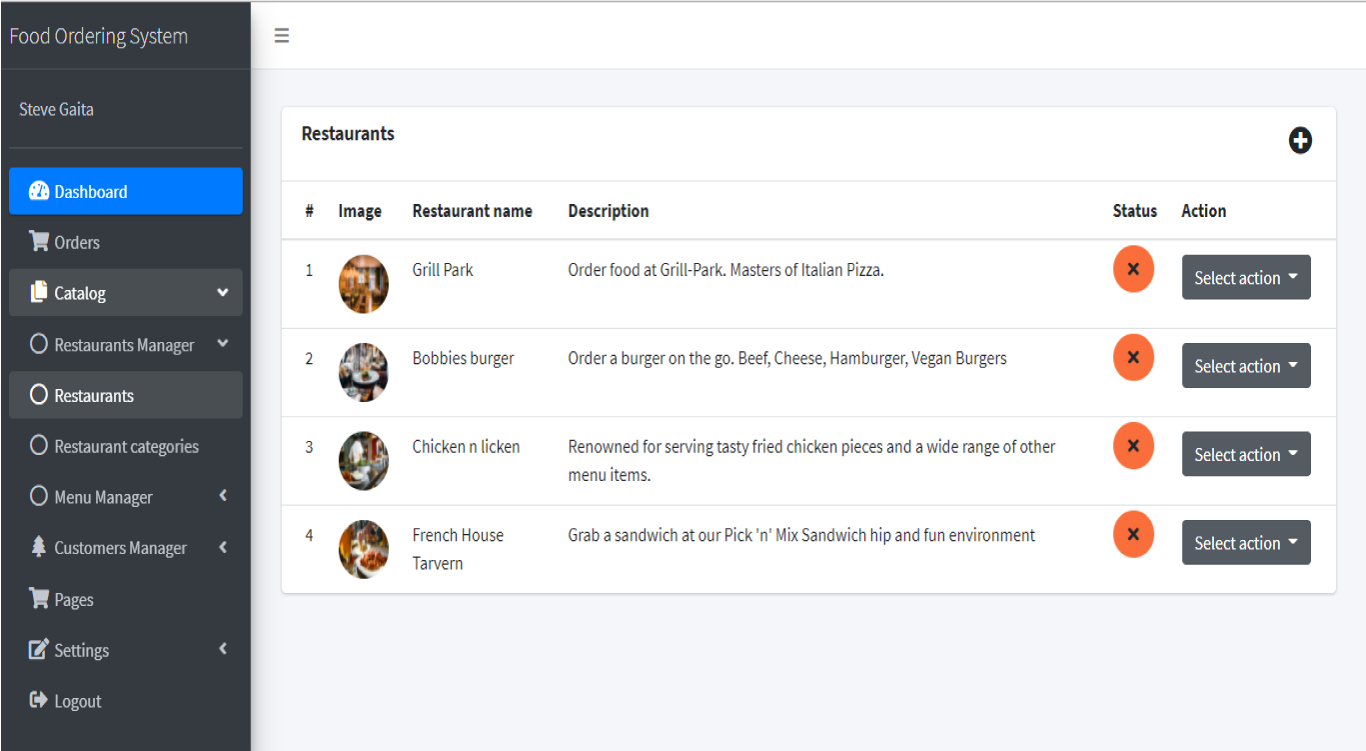 Food Ordering System
Steve Gaita
Dashboard
Orders
Catalog
Restaurants Manager
Restaurants
Restaurant categories
Menu Manager
Customers Manager
Pages
Settings
Logout
Restaurants
# Image Restaurant name Description Status Action
1 Grill Park Order food at Grill-Park. Masters of Italian Pizza. Select action
2 Bobbies burger Order a burger on the go. Beef, Cheese, Hamburger, Vegan Burgers Select action
3 Chicken n licken Renowned for serving tasty fried chicken pieces and a wide range of other Select action
menu items.
4 French House Grab a sandwich at our Pick 'n' Mix Sandwich hip and fun environment Select action
Tarvern